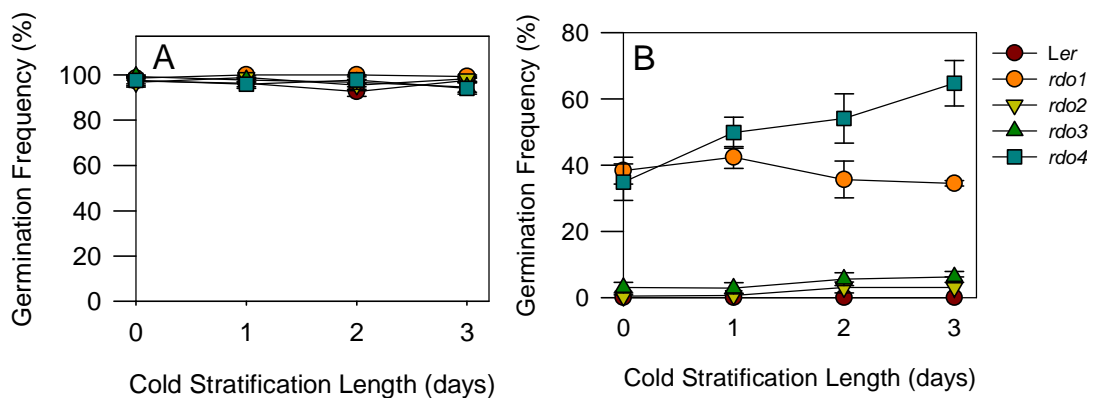 A
Germination Frequency (%)
100
80
60
40
20
0
0 1 2 3
Cold Stratification Length (days)
B
Germination Frequency (%)
80
60
40
20
0
0 1 2 3
Cold Stratification Length (days)
Ler
rdo1
rdo2
rdo3
rdo4